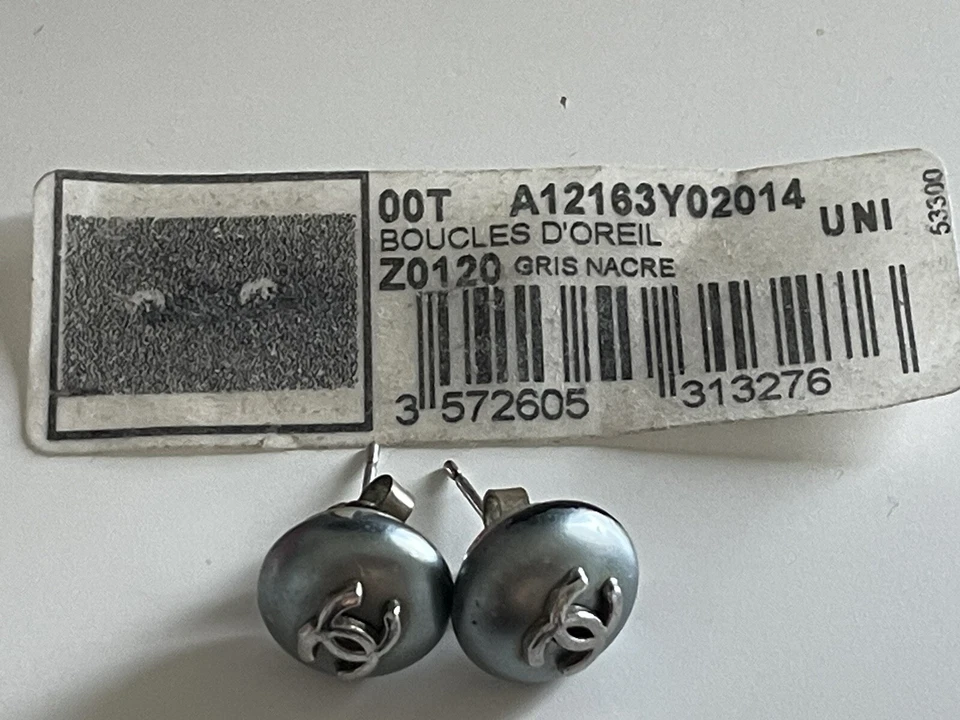 00T A12163Y02014 UNI
BOUCLES D'OREIL
Z0120 GRIS NACRE
3 572605 313276
53300